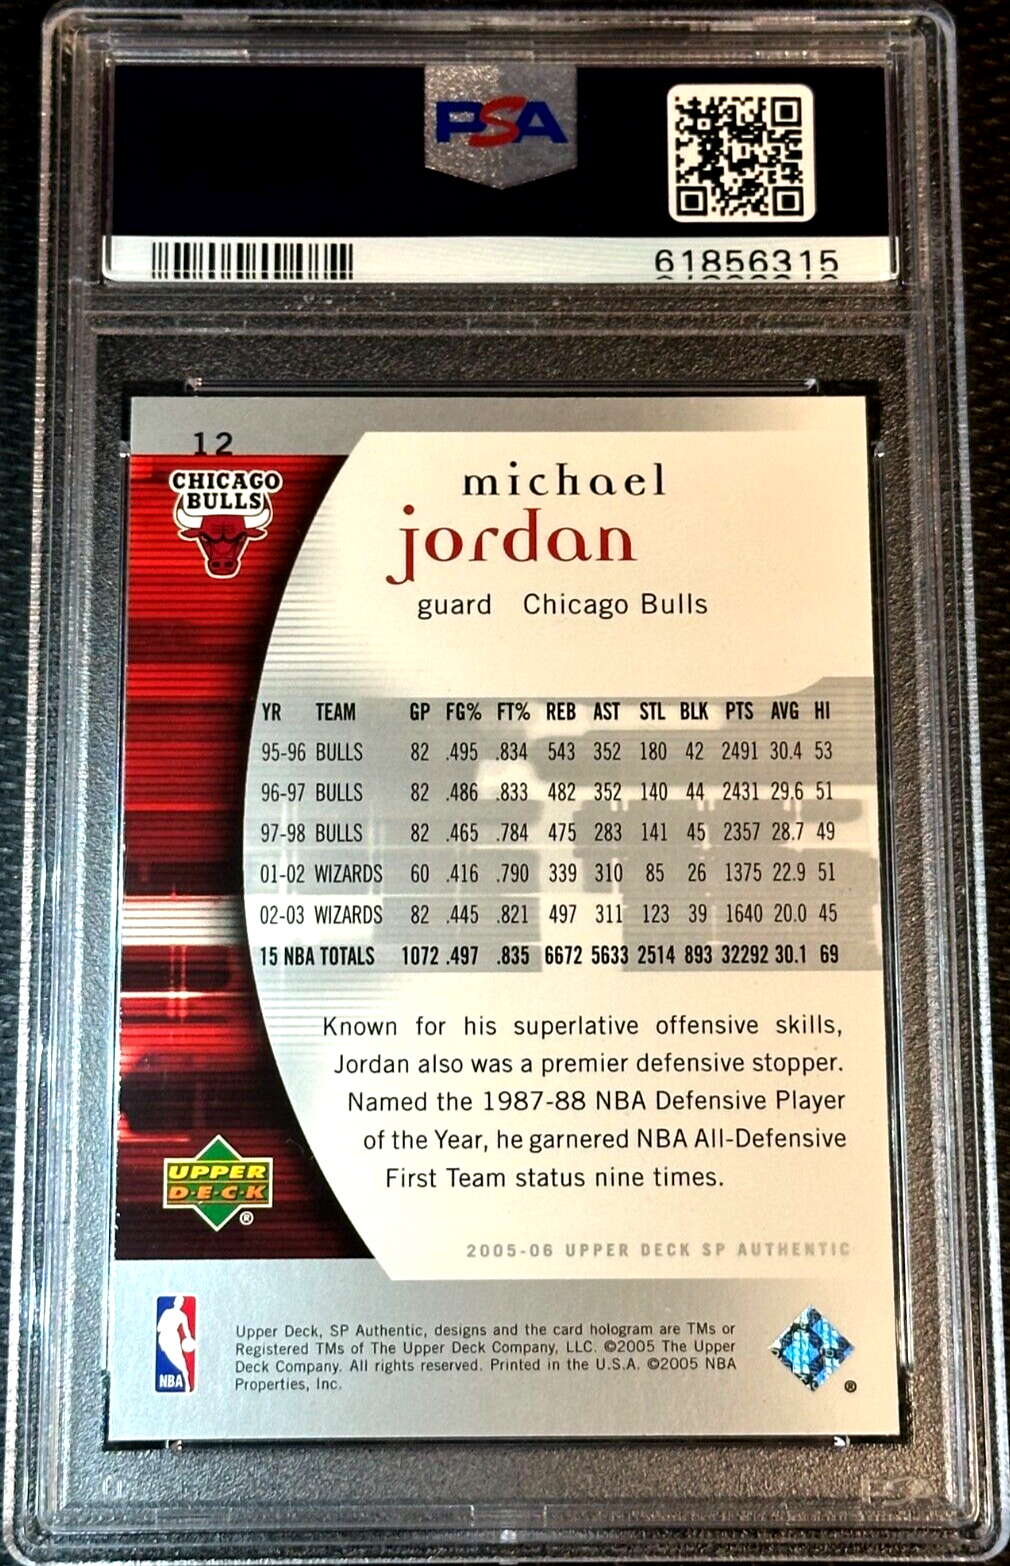 PSA
61856315
12
CHICAGO
BULLS
michael
jordan
guard Chicago Bulls
YR TEAM GP FG% FT% REB AST STL BLK PTS AVG HI
95-96 BULLS 82 .495 .834 543 352 180 42 2491 30.4 53
96-97 BULLS 82 .486 .833 482 352 140 44 2431 29.6 51
97-98 BULLS 82 .465 .784 475 283 141 45 2357 28.7 49
01-02 WIZARDS 60 .416 .790 339 310 85 26 1375 22.9 51
02-03 WIZARDS 82 .445 .821 497 311 123 39 1640 20.0 45
15 NBA TOTALS 1072 .497 .835 6672 5633 2514 893 32292 30.1 69
Known for his superlative offensive skills,
Jordan also was a premier defensive stopper.
Named the 1987-88 NBA Defensive Player
of the Year, he garnered NBA All-Defensive
First Team status nine times.
UPPER
D·E·C·K
®
2005-06 UPPER DECK SP AUTHENTIC
NBA
Upper Deck, SP Authentic, designs and the card hologram are TMs or
Registered TMs of The Upper Deck Company, LLC. ©2005 The Upper
Deck Company. All rights reserved. Printed in the U.S.A. ©2005 NBA
Properties, Inc.
®
PSA